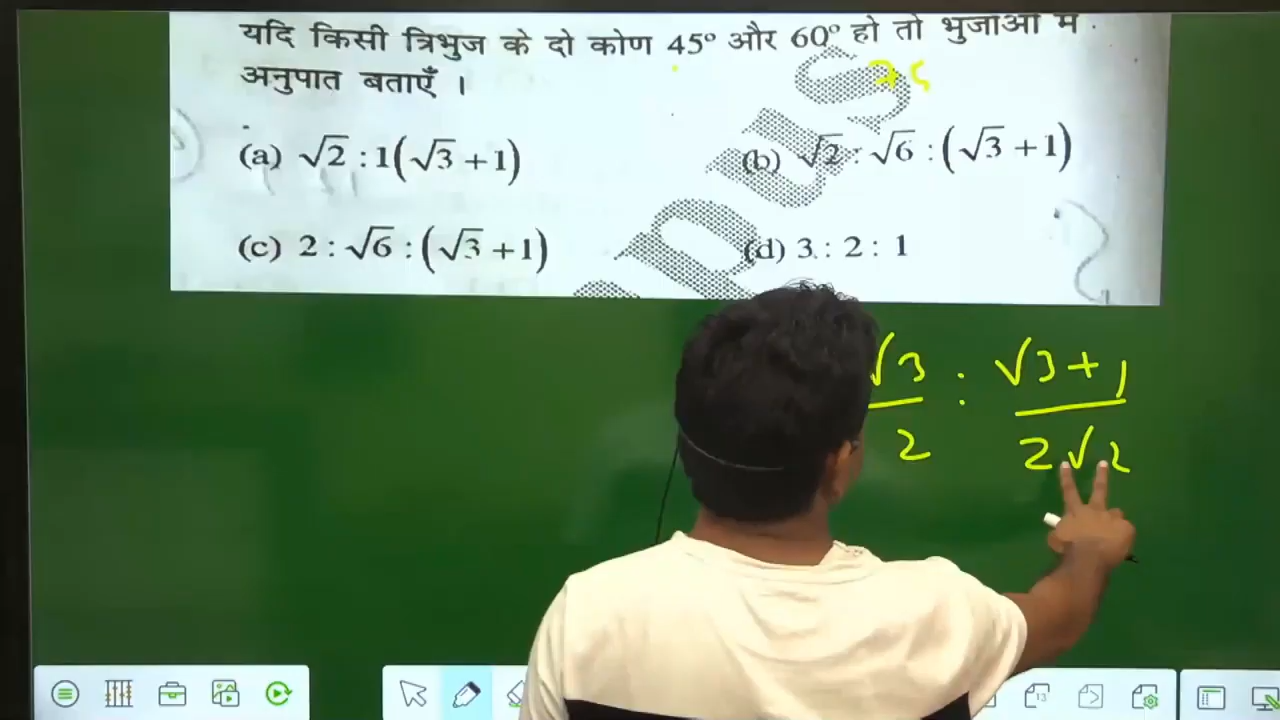 यदि किसी त्रिभुज के दो कोण 45° और 60° हो तो भुजाओं में
अनुपात बताएँ ।
75
(a) √2 : 1(√3 + 1)
(b) √2 : √6 : (√3 + 1)
(c) 2 : √6 : (√3 + 1)
(d) 3 : 2 : 1
√3/2 : √3+1/2√2